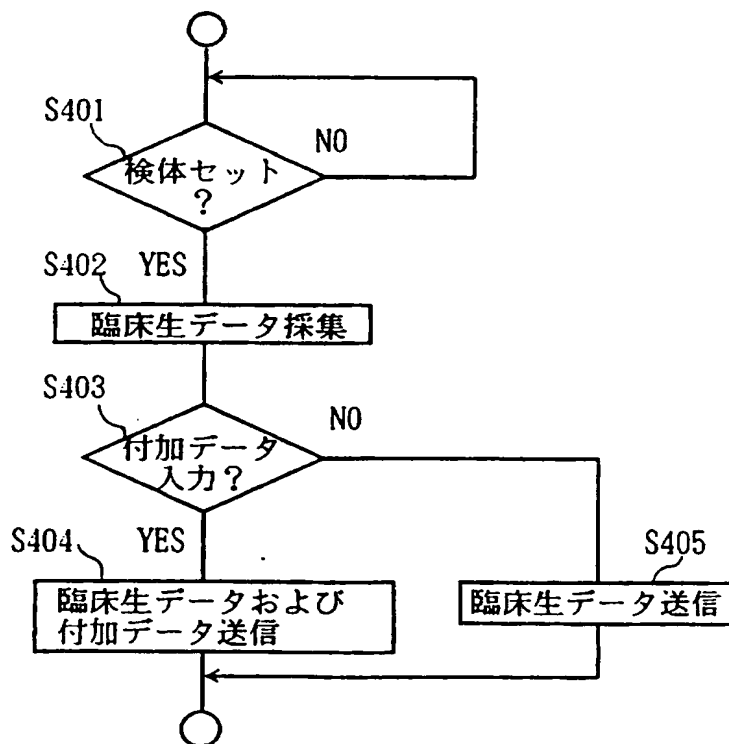 S401
検体セット
?
NO
YES
S402
臨床生データ採集
S403
付加データ
入力?
NO
YES
S404
臨床生データおよび
付加データ送信
S405
臨床生データ送信